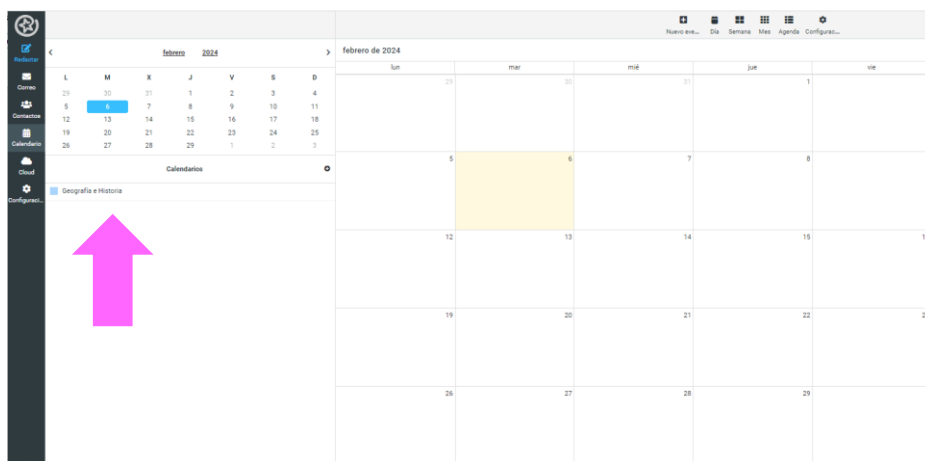 Nuevo eve... Día Semana Mes Agenda Configurac...
Redactar
Correo
Contactos
Calendario
Cloud
Configuraci...
< febrero 2024 >
L M X J V S D
29 30 31 1 2 3 4
5 6 7 8 9 10 11
12 13 14 15 16 17 18
19 20 21 22 23 24 25
26 27 28 29 1 2 3
Calendarios
Geografía e Historia
febrero de 2024
lun mar mié jue vie
29 30 31 1
5 6 7 8
12 13 14 15 1
19 20 21 22 2
26 27 28 29